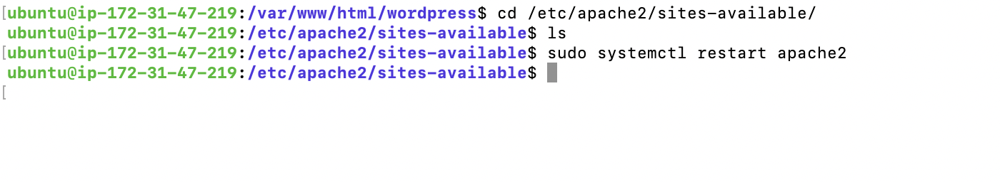 [ubuntu@ip-172-31-47-219:/var/www/html/wordpress$ cd /etc/apache2/sites-available/
ubuntu@ip-172-31-47-219:/etc/apache2/sites-available$ ls
[ubuntu@ip-172-31-47-219:/etc/apache2/sites-available$ sudo systemctl restart apache2
ubuntu@ip-172-31-47-219:/etc/apache2/sites-available$
[